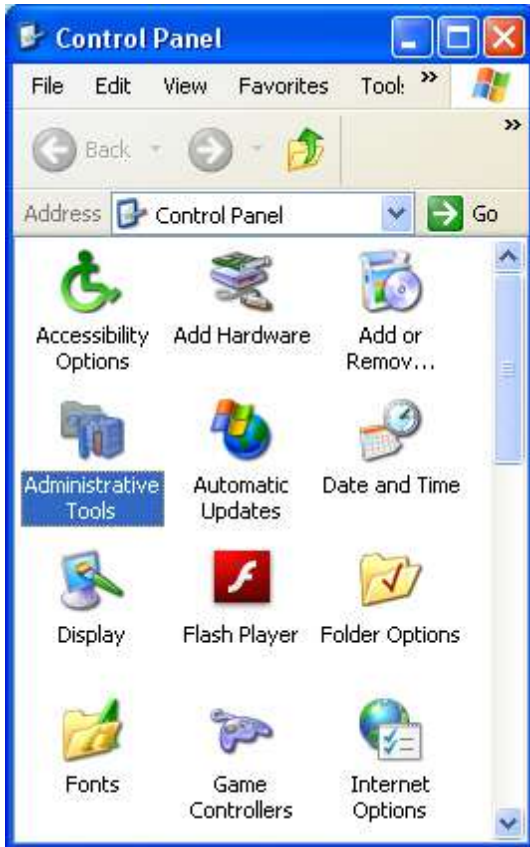 Control Panel
File Edit View Favorites Tool: »
Back »
Address Control Panel Go
Accessibility Options
Add Hardware
Add or Remov...
Administrative Tools
Automatic Updates
Date and Time
Display
Flash Player
Folder Options
Fonts
Game Controllers
Internet Options